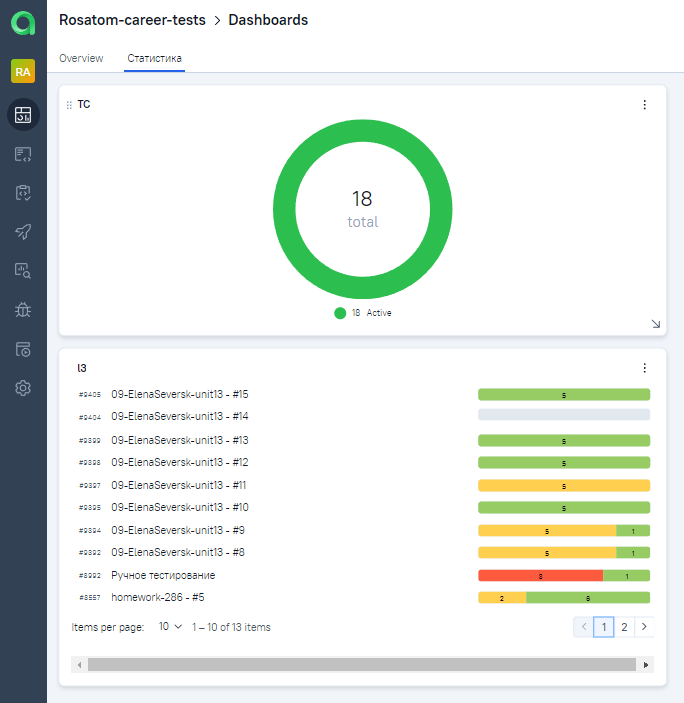 Rosatom-career-tests > Dashboards
RA
Overview Статистика
TC
18
total
18 Active
l3
#9405 09-ElenaSeversk-unit13 - #15 5
#9404 09-ElenaSeversk-unit13 - #14
#9399 09-ElenaSeversk-unit13 - #13 5
#9398 09-ElenaSeversk-unit13 - #12 5
#9397 09-ElenaSeversk-unit13 - #11 5
#9395 09-ElenaSeversk-unit13 - #10 5
#9394 09-ElenaSeversk-unit13 - #9 5 1
#9392 09-ElenaSeversk-unit13 - #8 5 1
#8992 Ручное тестирование 3 1
#8557 homework-286 - #5 2 6
Items per page: 10 1 – 10 of 13 items < 1 2 >